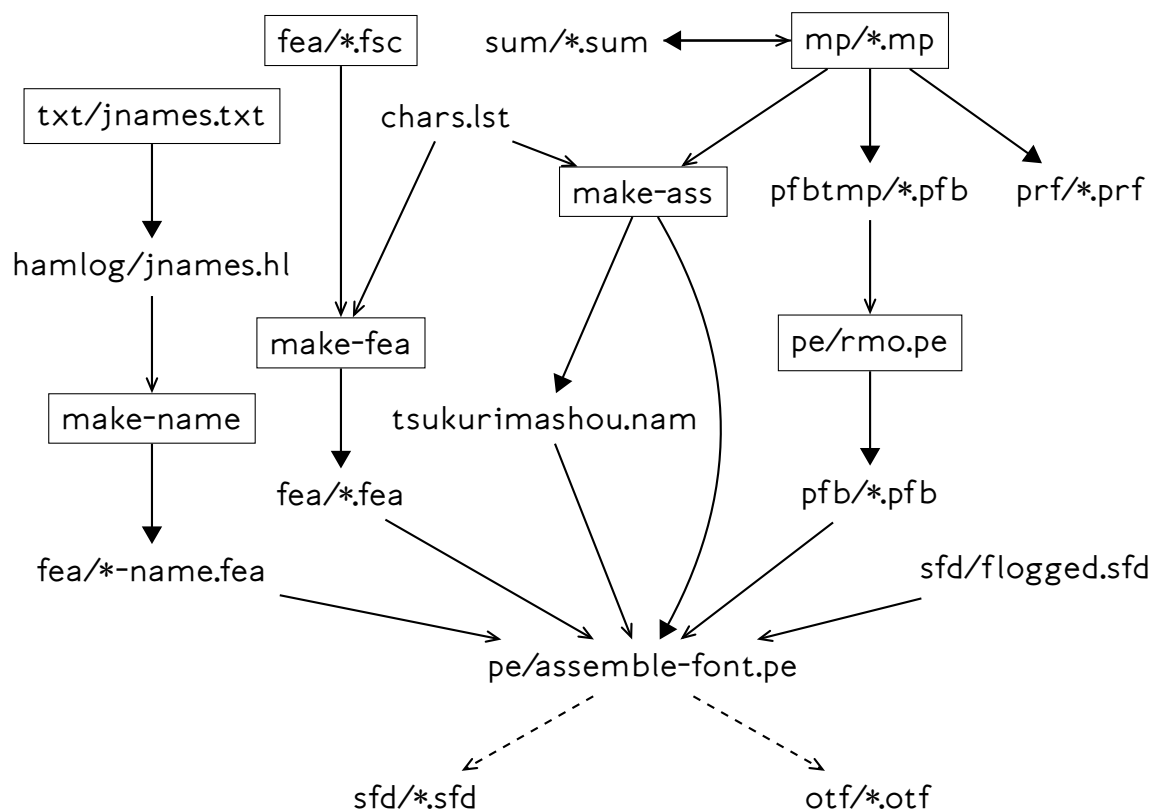 fea/*.fsc
sum/*.sum
mp/*.mp
txt/jnames.txt
chars.lst
make-ass
pfbtmp/*.pfb
prf/*.prf
hamlog/jnames.hl
make-fea
pe/rmo.pe
make-name
tsukurimashou.nam
fea/*.fea
pfb/*.pfb
fea/*-name.fea
sfd/flogged.sfd
pe/assemble-font.pe
sfd/*.sfd
otf/*.otf